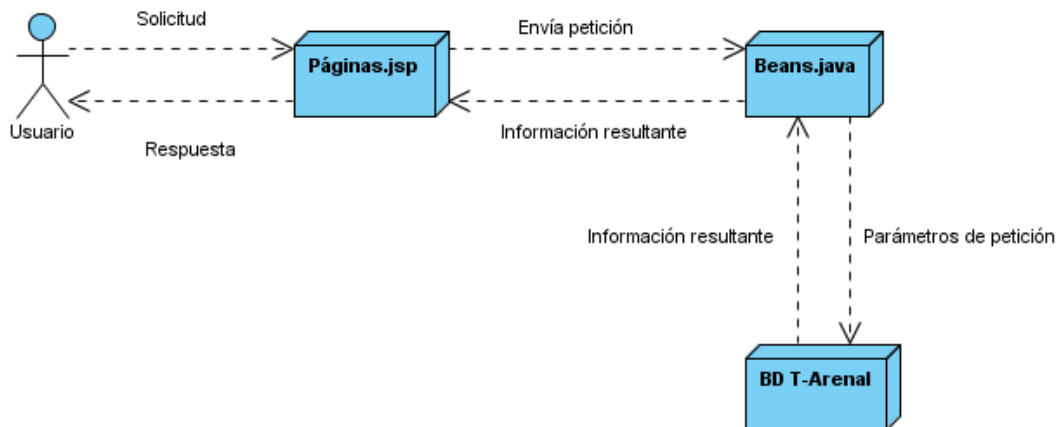 Solicitud
Envía petición
Páginas.jsp
Beans.java
Usuario
Respuesta
Información resultante
Información resultante
Parámetros de petición
BD T-Arenal